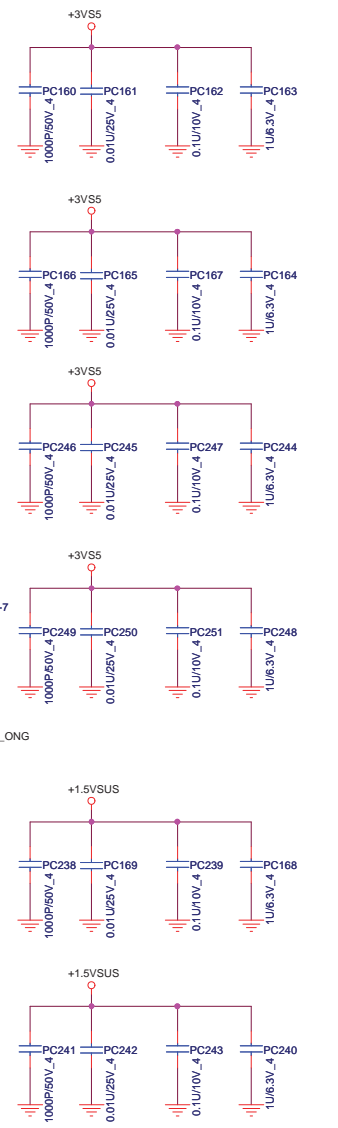 +3VS5
PC160 PC161 PC162 PC163
1000P/50V_4 0.01U/25V_4 0.1U/10V_4 1U/6.3V_4
+3VS5
PC166 PC165 PC167 PC164
1000P/50V_4 0.01U/25V_4 0.1U/10V_4 1U/6.3V_4
+3VS5
PC246 PC245 PC247 PC244
1000P/50V_4 0.01U/25V_4 0.1U/10V_4 1U/6.3V_4
+3VS5
-7
PC249 PC250 PC251 PC248
1000P/50V_4 0.01U/25V_4 0.1U/10V_4 1U/6.3V_4
_ONG
+1.5VSUS
PC238 PC169 PC239 PC168
1000P/50V_4 0.01U/25V_4 0.1U/10V_4 1U/6.3V_4
+1.5VSUS
PC241 PC242 PC243 PC240
1000P/50V_4 0.01U/25V_4 0.1U/10V_4 1U/6.3V_4